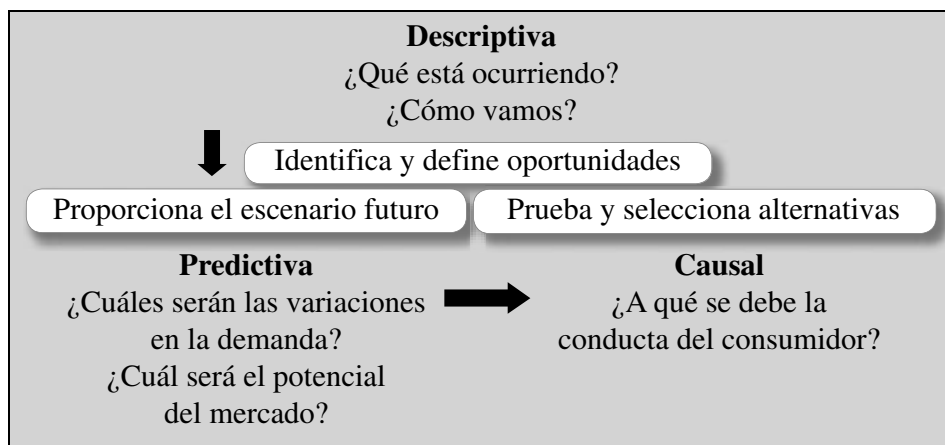 Descriptiva
¿Qué está ocurriendo?
¿Cómo vamos?
Identifica y define oportunidades
Proporciona el escenario futuro
Prueba y selecciona alternativas
Predictiva
¿Cuáles serán las variaciones
en la demanda?
¿Cuál será el potencial
del mercado?
Causal
¿A qué se debe la
conducta del consumidor?